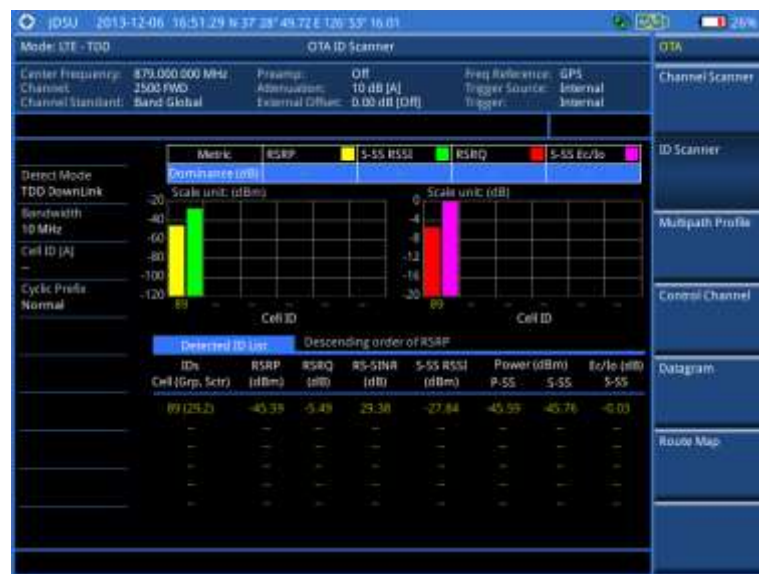 JDSU 2013-12-06 16:51:29 N 37 28" 49.72 E 126 53" 16.01 26%
Mode: LTE - TDD OTA ID Scanner OTA
Center Frequency: 879.000 000 MHz Preamp: Off Freq Reference: GPS
Channel: 2500 FWD Attenuation: 10 dB [A] Trigger Source: Internal
Channel Standard: Band Global External Offset: 0.00 dB [Off] Trigger: Internal
Channel Scanner
ID Scanner
Multipath Profile
Control Channel
Datagram
Route Map
Detect Mode
TDD DownLink
Bandwidth
10 MHz
Cell ID [A]
--
Cyclic Prefix
Normal
Metric RSRP S-SS RSSI RSRQ S-SS Ec/Io
Dominance (dB)
Scale unit: (dBm) Scale unit: (dB)
-20 0
-40 -4
-60 -8
-80 -12
-100 -16
-120 -20
89 -- -- -- -- -- 89 -- -- -- -- --
Cell ID Cell ID
Detected ID List Descending order of RSRP
IDs RSRP RSRQ RS-SINR S-SS RSSI Power (dBm) Ec/Io (dB)
Cell (Grp, Sctr) (dBm) (dB) (dB) (dBm) P-SS S-SS S-SS
89 (29,2) -45.39 -5.49 29.38 -27.84 -45.59 -45.76 -0.03
-- -- -- -- -- -- -- --
-- -- -- -- -- -- -- --
-- -- -- -- -- -- -- --
-- -- -- -- -- -- -- --
-- -- -- -- -- -- -- --